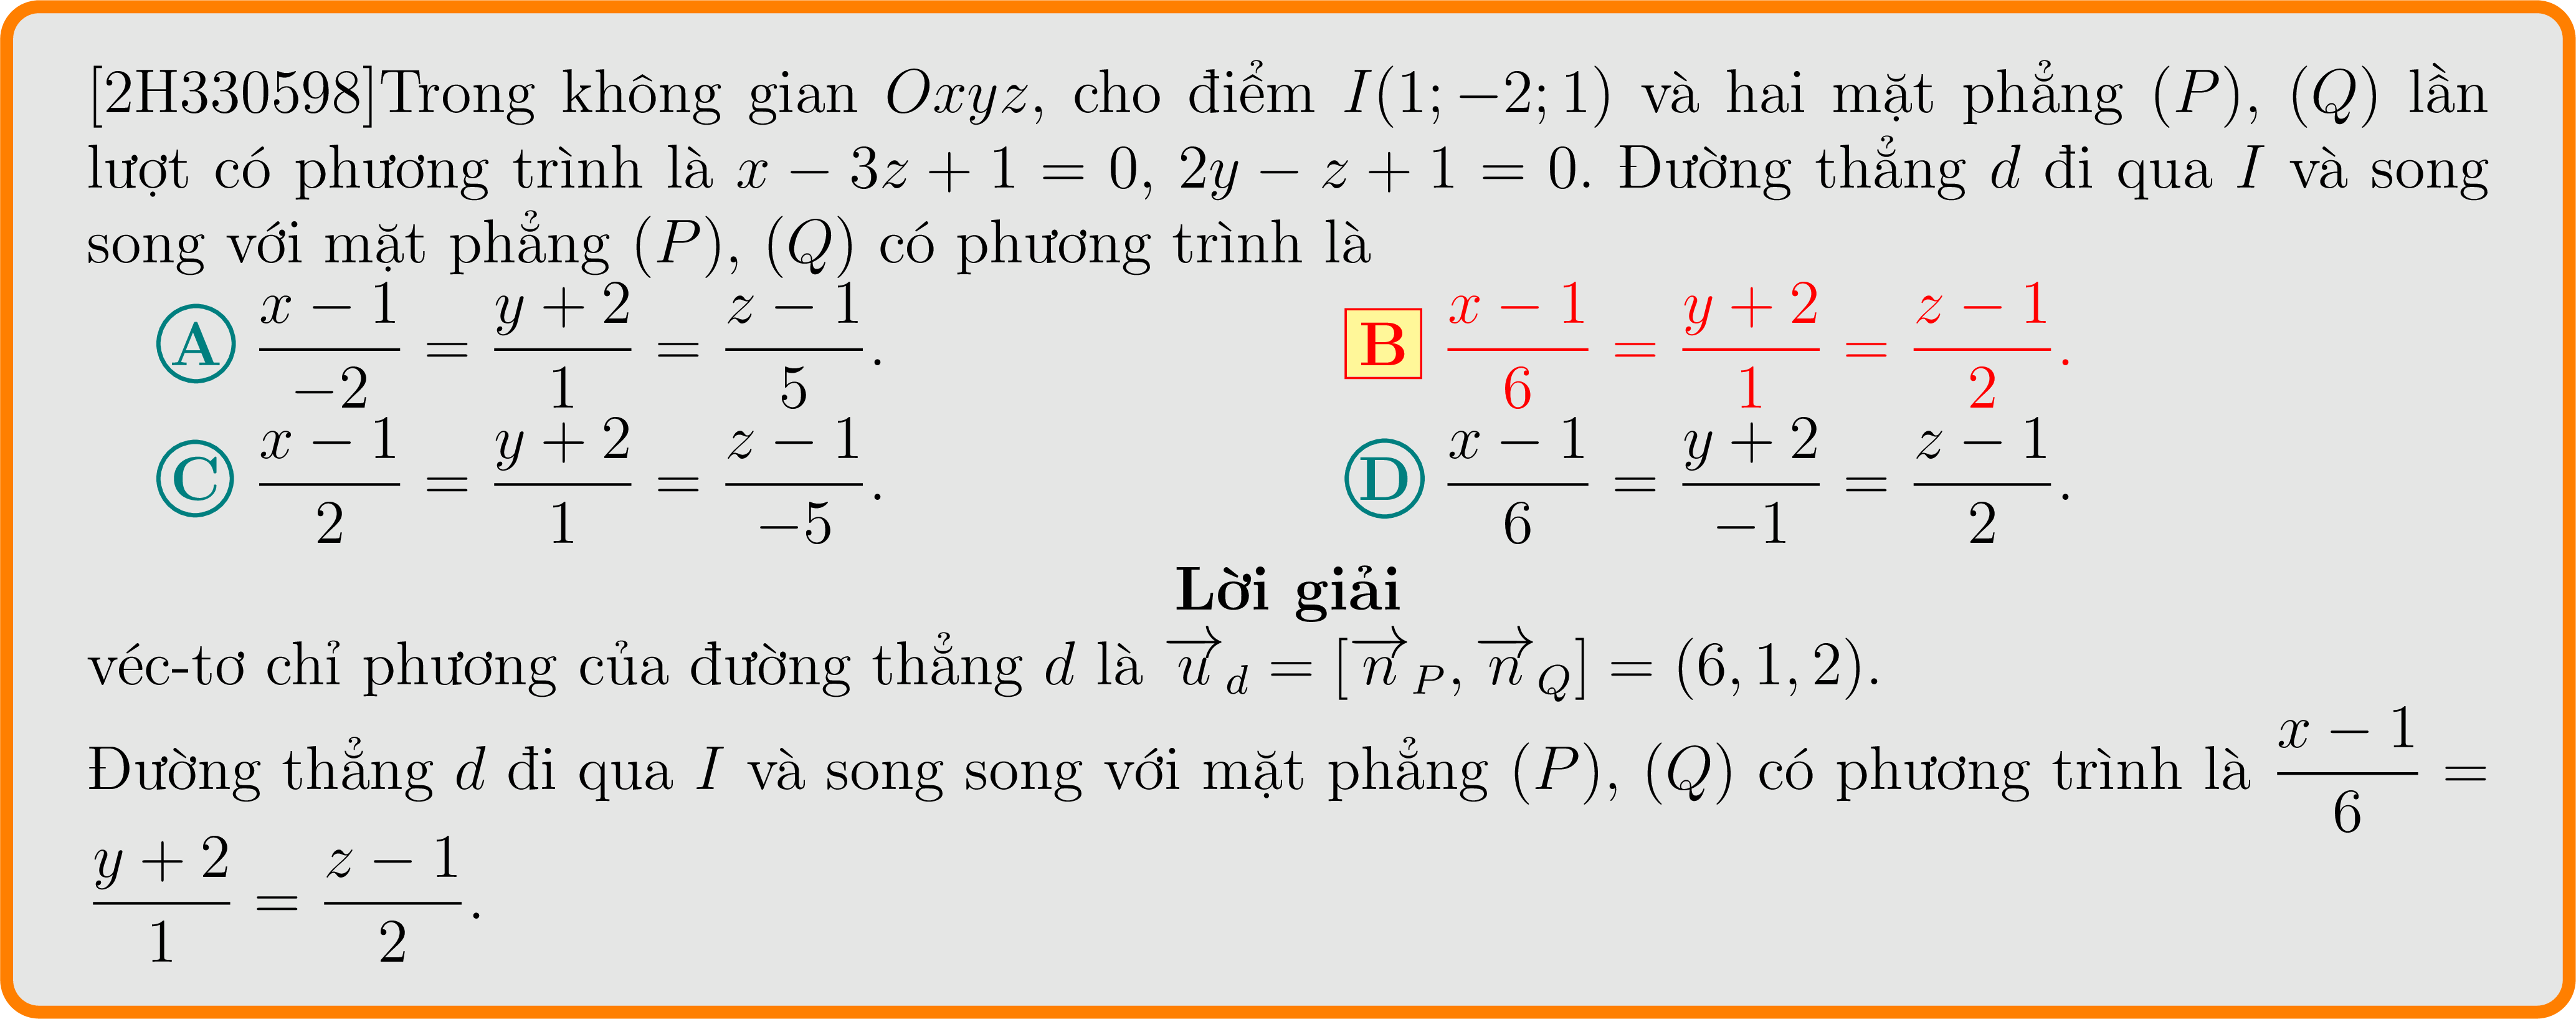 [2H330598]Trong không gian Oxyz, cho điểm I(1; −2; 1) và hai mặt phẳng (P), (Q) lần
lượt có phương trình là x − 3z + 1 = 0, 2y − z + 1 = 0. Đường thẳng d đi qua I và song
song với mặt phẳng (P), (Q) có phương trình là
A \frac{x − 1}{−2} = \frac{y + 2}{1} = \frac{z − 1}{5}. B \frac{x − 1}{6} = \frac{y + 2}{1} = \frac{z − 1}{2}.
C \frac{x − 1}{2} = \frac{y + 2}{1} = \frac{z − 1}{−5}. D \frac{x − 1}{6} = \frac{y + 2}{−1} = \frac{z − 1}{2}.
Lời giải
véc-tơ chỉ phương của đường thẳng d là \overrightarrow{u}_d = [\overrightarrow{n}_P, \overrightarrow{n}_Q] = (6, 1, 2).
Đường thẳng d đi qua I và song song với mặt phẳng (P), (Q) có phương trình là \frac{x − 1}{6} =
\frac{y + 2}{1} = \frac{z − 1}{2}.